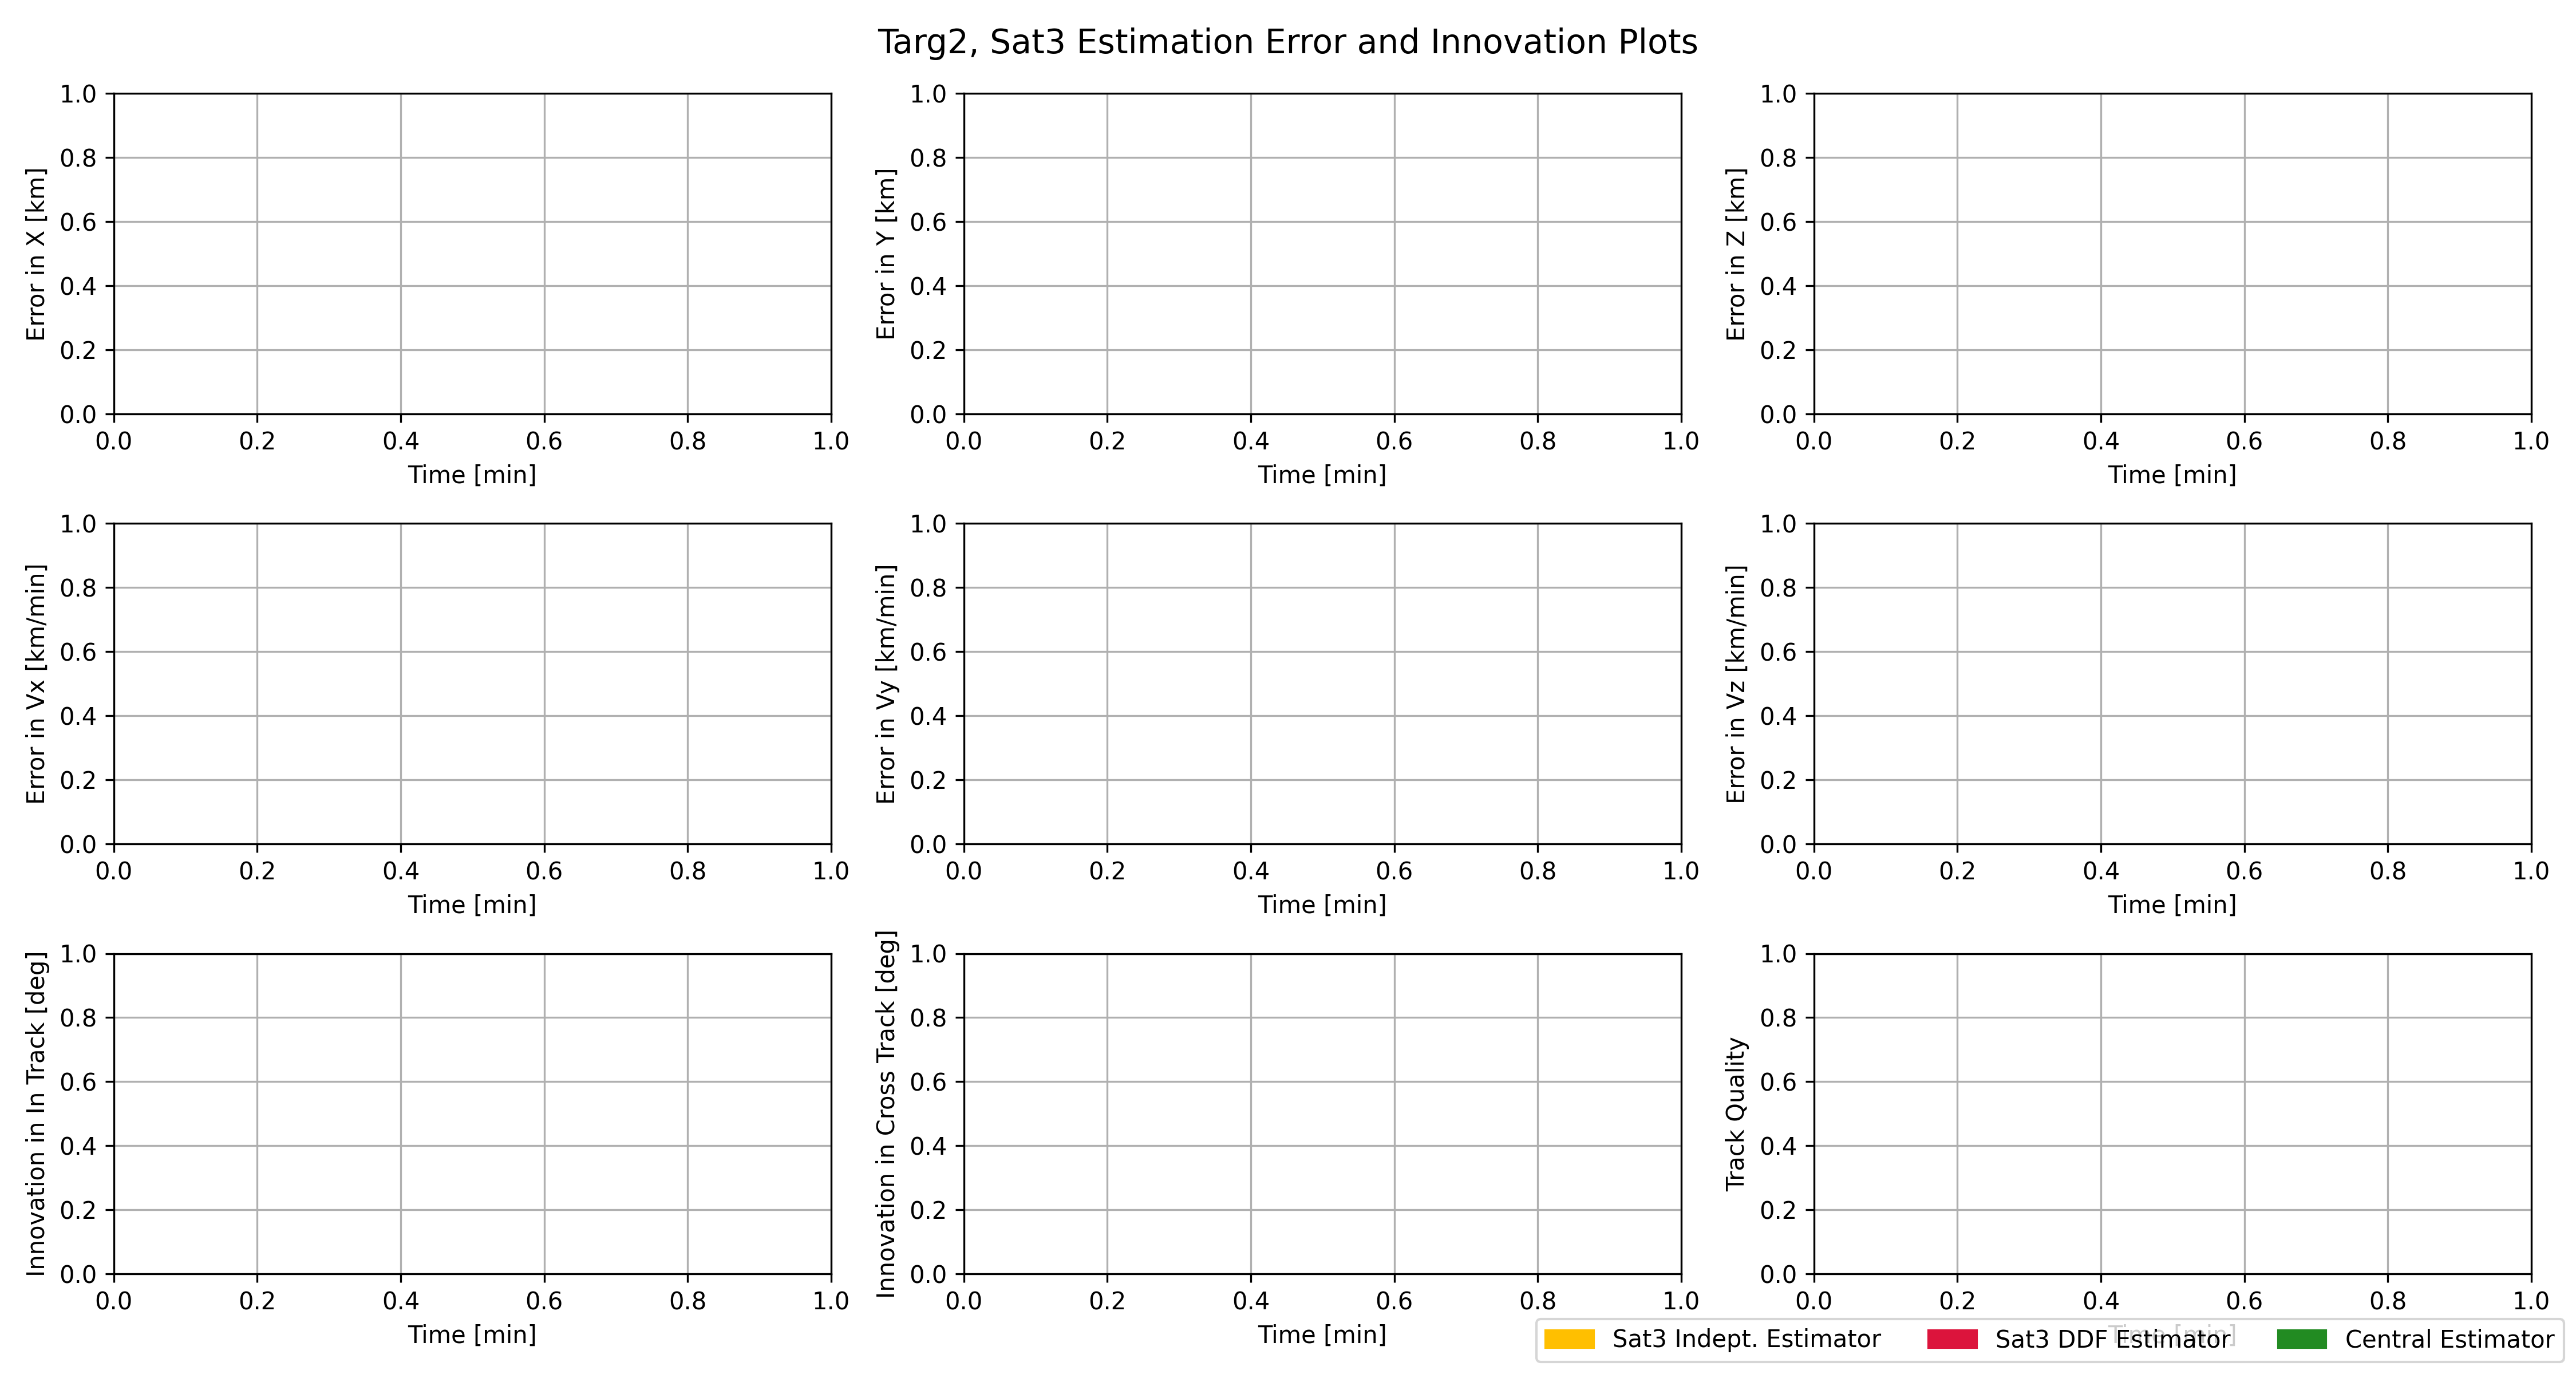 Targ2, Sat3 Estimation Error and Innovation Plots
Error in X [km]
1.0
0.8
0.6
0.4
0.2
0.0
0.0 0.2 0.4 0.6 0.8 1.0
Time [min]
Error in Y [km]
1.0
0.8
0.6
0.4
0.2
0.0
0.0 0.2 0.4 0.6 0.8 1.0
Time [min]
Error in Z [km]
1.0
0.8
0.6
0.4
0.2
0.0
0.0 0.2 0.4 0.6 0.8 1.0
Time [min]
Error in Vx [km/min]
1.0
0.8
0.6
0.4
0.2
0.0
0.0 0.2 0.4 0.6 0.8 1.0
Time [min]
Error in Vy [km/min]
1.0
0.8
0.6
0.4
0.2
0.0
0.0 0.2 0.4 0.6 0.8 1.0
Time [min]
Error in Vz [km/min]
1.0
0.8
0.6
0.4
0.2
0.0
0.0 0.2 0.4 0.6 0.8 1.0
Time [min]
Innovation in In Track [deg]
1.0
0.8
0.6
0.4
0.2
0.0
0.0 0.2 0.4 0.6 0.8 1.0
Time [min]
Innovation in Cross Track [deg]
1.0
0.8
0.6
0.4
0.2
0.0
0.0 0.2 0.4 0.6 0.8 1.0
Time [min]
Track Quality
1.0
0.8
0.6
0.4
0.2
0.0
0.0 0.2 0.4 0.6 0.8 1.0
Time [min]
Sat3 Indept. Estimator
Sat3 DDF Estimator
Central Estimator